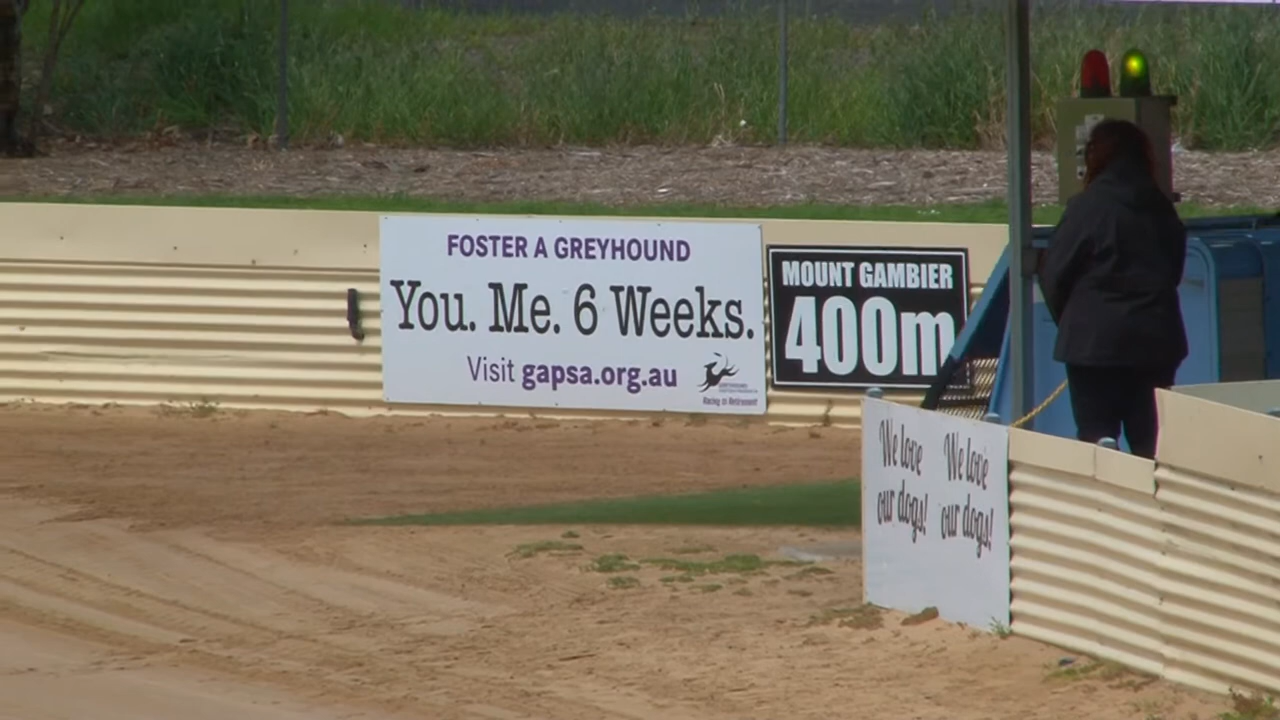 FOSTER A GREYHOUND
You. Me. 6 Weeks.
Visit gapsa.org.au
Racing to Retirement
MOUNT GAMBIER
400m
We love
our dogs!
We love
our dogs!